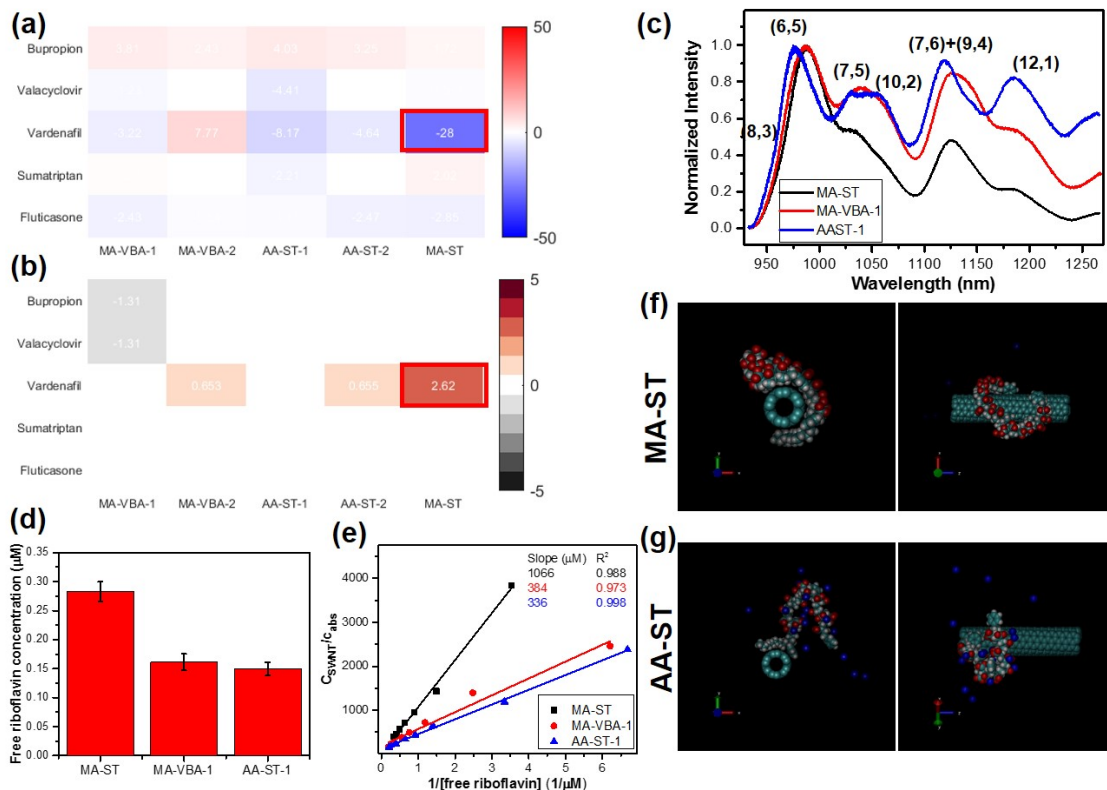 (a)
50
0
-50
Bupropion
4.03
3.25
Valacyclovir
-4.41
Vardenafil
-3.22
7.77
-8.17
-4.64
-28
Sumatriptan
-2.21
Fluticasone
-2.43
-2.47
-2.85
MA-VBA-1
MA-VBA-2
AA-ST-1
AA-ST-2
MA-ST
(b)
5
0
-5
Bupropion
-1.31
Valacyclovir
-1.31
Vardenafil
0.653
0.655
2.62
Sumatriptan
Fluticasone
MA-VBA-1
MA-VBA-2
AA-ST-1
AA-ST-2
MA-ST
(c)
Normalized Intensity
1.0
0.8
0.6
0.4
0.2
0.0
(6,5)
(7,5)
(10,2)
(7,6)+(9,4)
(12,1)
(8,3)
MA-ST
MA-VBA-1
AAST-1
950
1000
1050
1100
1150
1200
1250
Wavelength (nm)
(d)
Free riboflavin concentration (μM)
0.35
0.30
0.25
0.20
0.15
0.10
0.05
0.00
MA-ST
MA-VBA-1
AA-ST-1
(e)
CSWNT/cabs
4000
3000
2000
1000
Slope (μM) R²
1066 0.988
384 0.973
336 0.998
MA-ST
MA-VBA-1
AA-ST-1
0
1
2
3
4
5
6
1/[free riboflavin] (1/μM)
(f)
MA-ST
(g)
AA-ST